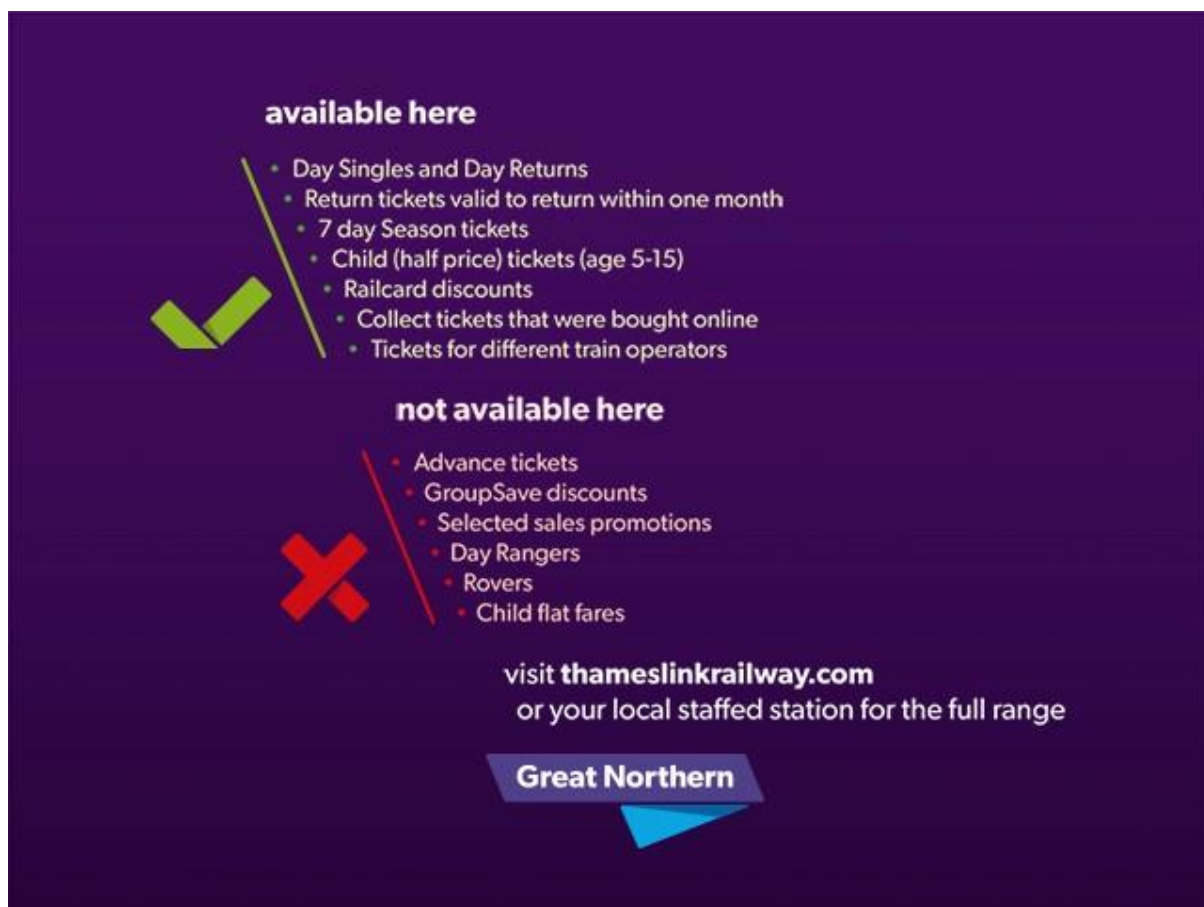 available here
• Day Singles and Day Returns
• Return tickets valid to return within one month
• 7 day Season tickets
• Child (half price) tickets (age 5-15)
• Railcard discounts
• Collect tickets that were bought online
• Tickets for different train operators
not available here
• Advance tickets
• GroupSave discounts
• Selected sales promotions
• Day Rangers
• Rovers
• Child flat fares
visit thameslinkrailway.com
or your local staffed station for the full range
Great Northern